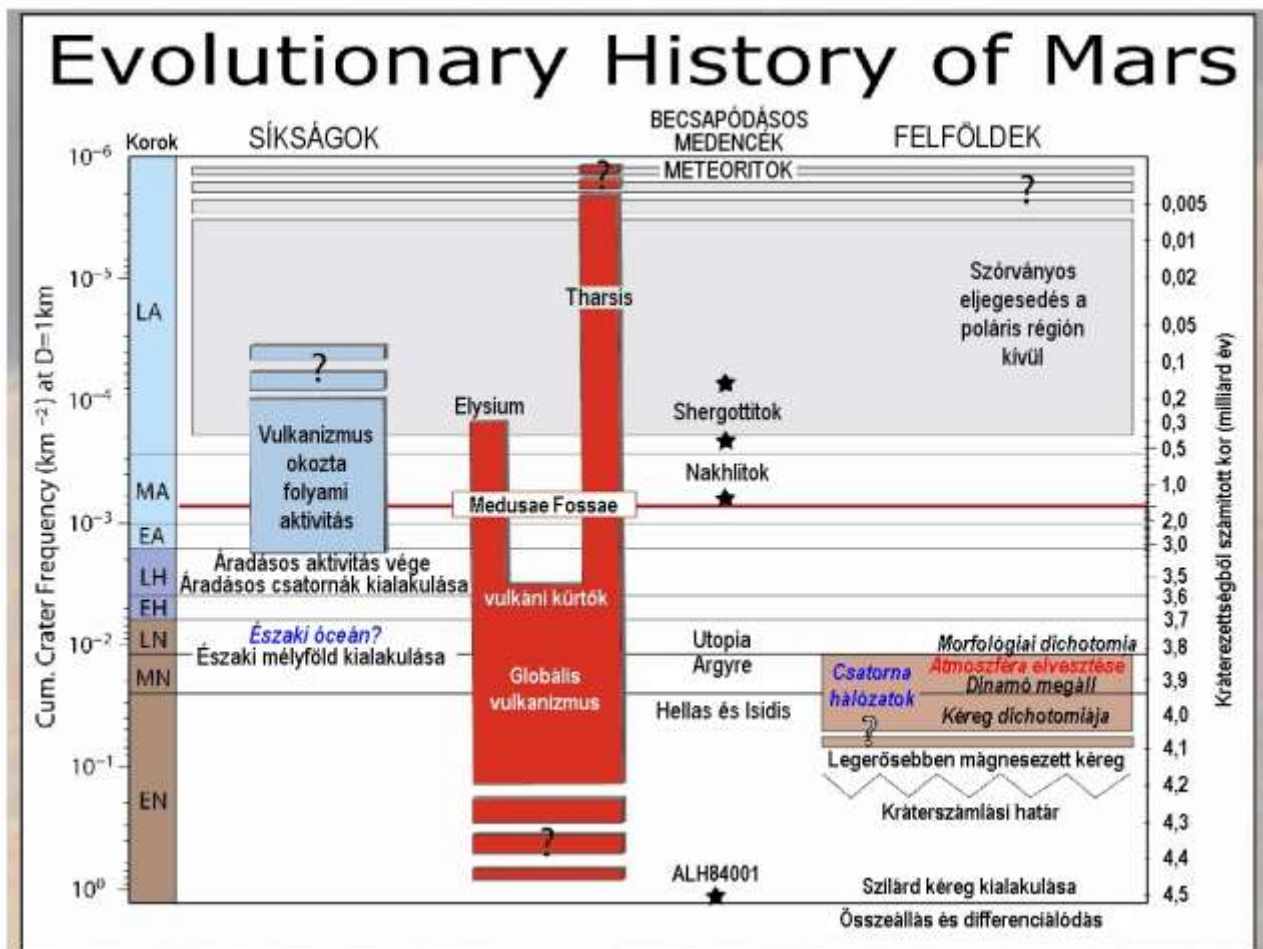 Evolutionary History of Mars
Korok
SÍKSÁGOK
BECSAPÓDÁSOS
MEDENCÉK
FELFÖLDEK
METEORITOK
10⁻⁶
10⁻⁵
10⁻⁴
10⁻³
10⁻²
10⁻¹
10⁰
Cum. Crater Frequency (km ⁻²) at D=1km
LA
MA
EA
LH
EH
LN
MN
EN
?
Vulkanizmus
okozta
folyami
aktivitás
Áradásos aktivitás vége
Áradásos csatornák kialakulása
Északi óceán?
Északi mélyföld kialakulása
?
Tharsis
Elysium
Medusae Fossae
vulkáni kürtők
Globális
vulkanizmus
?
Shergottitok
Nakhlitok
Utopia
Argyre
Hellas és Isidis
ALH84001
?
Szórványos
eljegesedés a
poláris régión
kívül
Morfológiai dichotomia
Csatorna
hálózatok
Atmoszféra elvesztése
Dinamó megáll
Kéreg dichotomiája
?
Legerősebben mágnesezett kéreg
Kráterszámlási határ
Szilárd kéreg kialakulása
Összeállás és differenciálódás
0,005
0,01
0,02
0,05
0,1
0,2
0,3
0,5
1,0
2,0
3,0
3,5
3,6
3,7
3,8
3,9
4,0
4,1
4,2
4,3
4,4
4,5
Kráterezettségből számított kor (milliárd év)